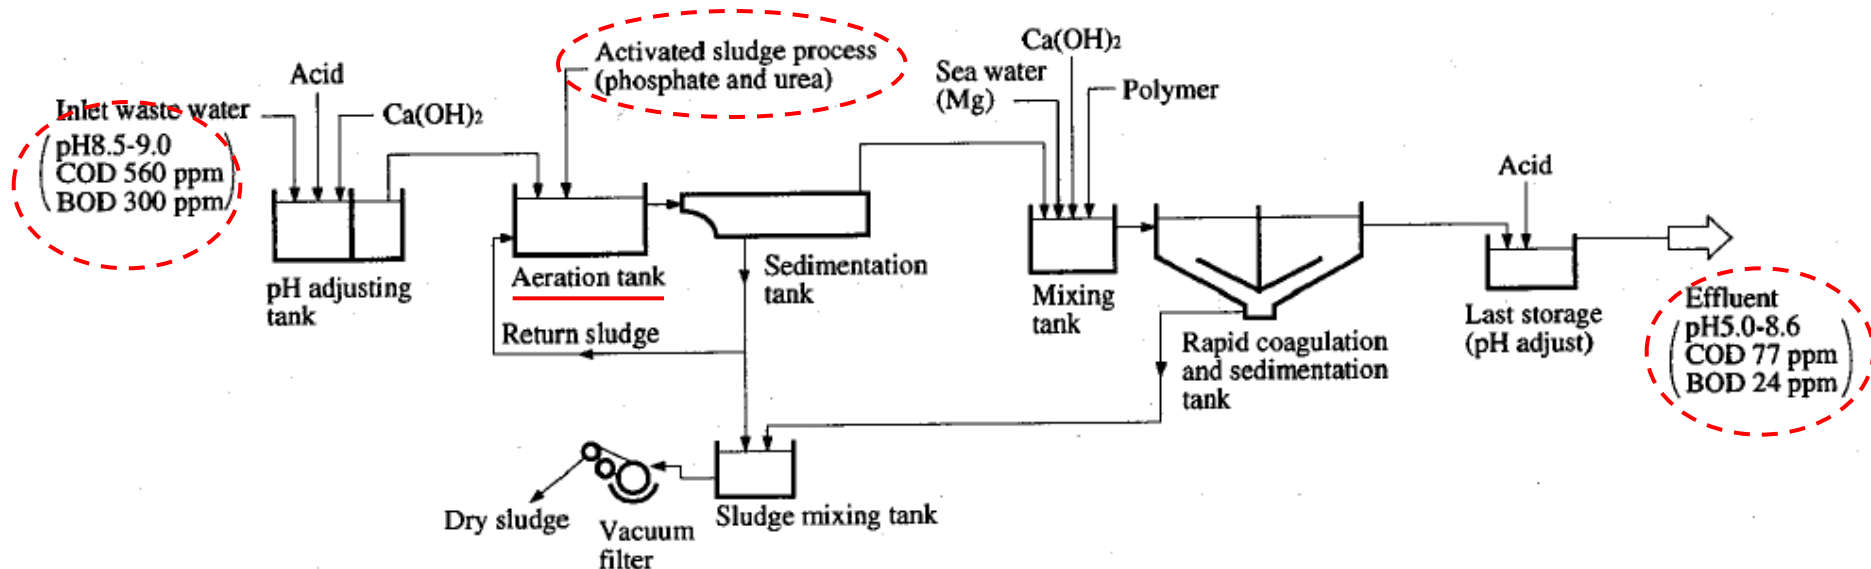 Inlet waste water
pH8.5-9.0
COD 560 ppm
BOD 300 ppm
Acid
Ca(OH)₂
pH adjusting
tank
Activated sludge process
(phosphate and urea)
Aeration tank
Return sludge
Sedimentation
tank
Sea water
(Mg)
Ca(OH)₂
Polymer
Mixing
tank
Rapid coagulation
and sedimentation
tank
Acid
Last storage
(pH adjust)
Effluent
pH5.0-8.6
COD 77 ppm
BOD 24 ppm
Dry sludge
Vacuum
filter
Sludge mixing tank